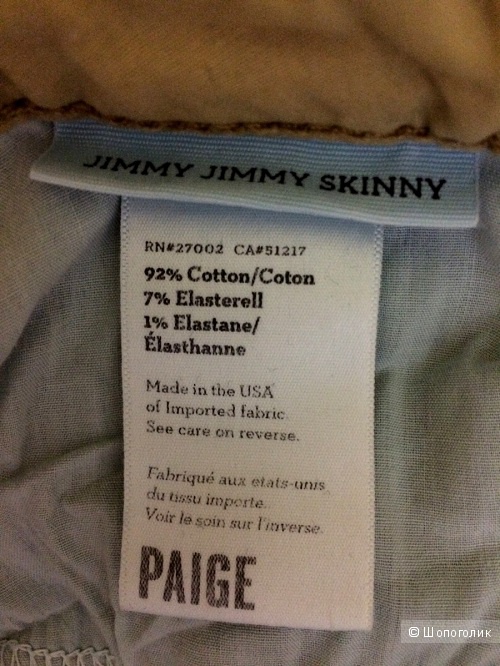 JIMMY JIMMY SKINNY
RN#27002 CA#51217
92% Cotton/Coton
7% Elasterell
1% Elastane/
Élasthanne
Made in the USA
of Imported fabric.
See care on reverse.
Fabriqué aux etats-unis
du tissu importe.
Voir le soin sur l'inverse.
PAIGE
© Шопоголик